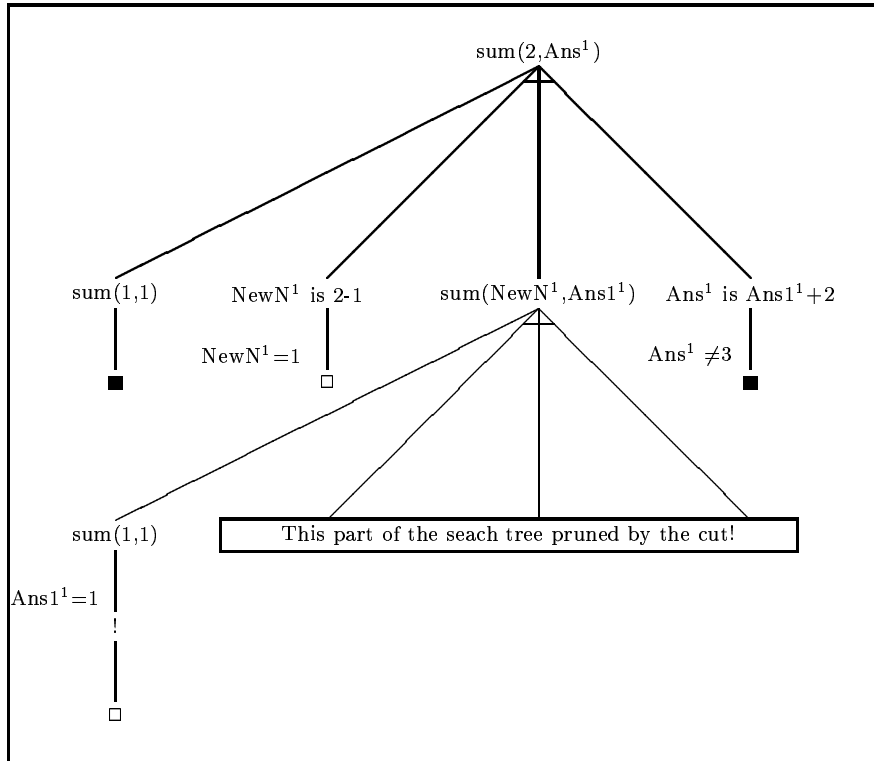 sum(2,Ans¹)
sum(1,1) NewN¹ is 2-1 sum(NewN¹,Ans1¹) Ans¹ is Ans1¹+2
NewN¹=1 Ans¹ ≠3
sum(1,1) This part of the seach tree pruned by the cut!
Ans1¹=1
!